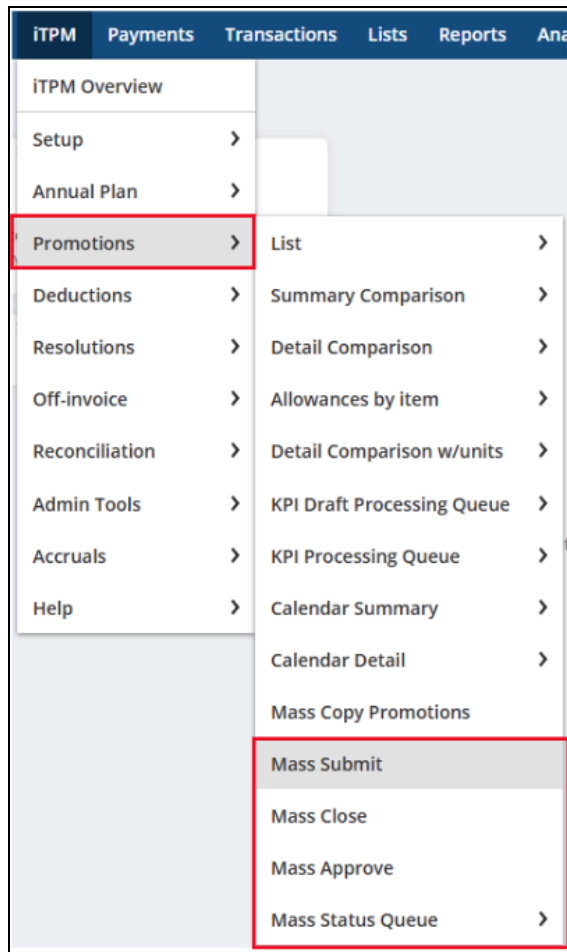 iTPM Payments Transactions Lists Reports
iTPM Overview
Setup
Annual Plan
Promotions
Deductions
Resolutions
Off-invoice
Reconciliation
Admin Tools
Accruals
Help
List
Summary Comparison
Detail Comparison
Allowances by item
Detail Comparison w/units
KPI Draft Processing Queue
KPI Processing Queue
Calendar Summary
Calendar Detail
Mass Copy Promotions
Mass Submit
Mass Close
Mass Approve
Mass Status Queue